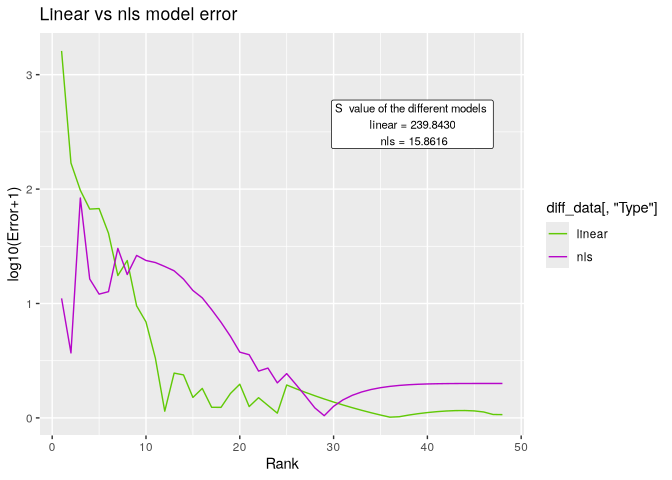 Linear vs nls model error
log10(Error+1)
3
2
1
0
S value of the different models
linear = 239.8430
nls = 15.8616
0 10 20 30 40 50
Rank
diff_data[, "Type"]
linear
nls